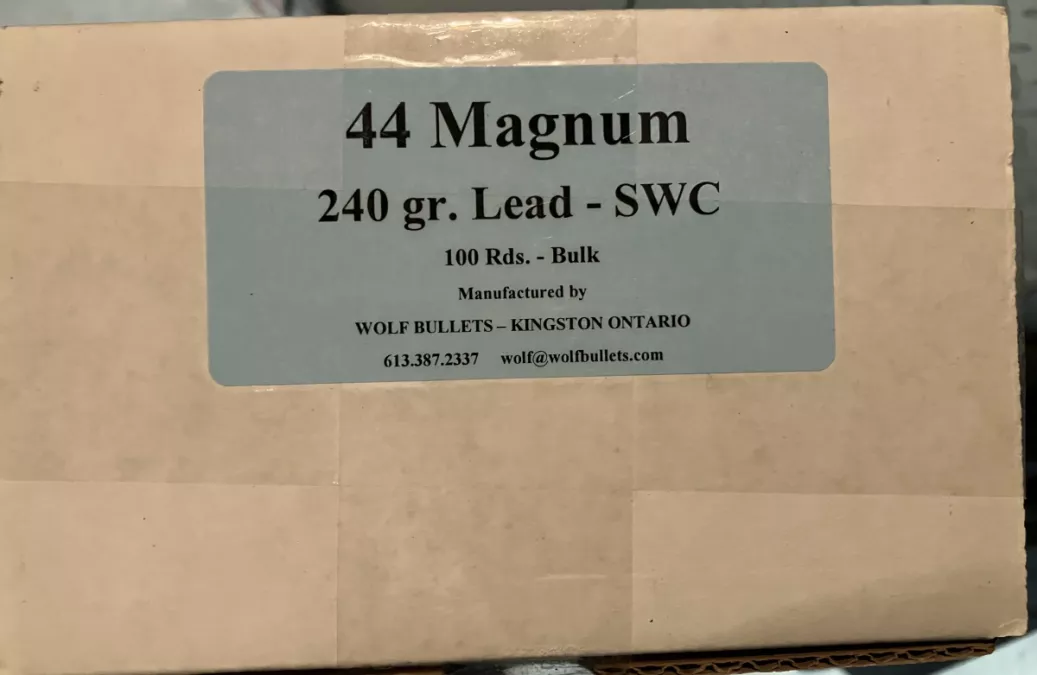 44 Magnum
240 gr. Lead - SWC
100 Rds. - Bulk
Manufactured by
WOLF BULLETS – KINGSTON ONTARIO
613.387.2337 wolf@wolfbullets.com